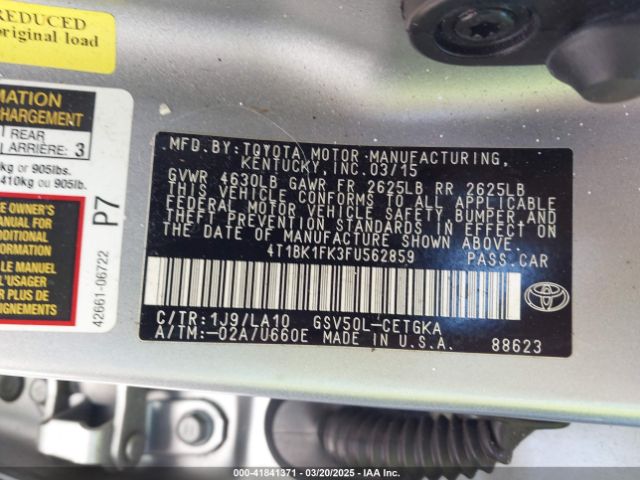 REDUCED
original load
MATION
CHARGEMENT
1 REAR
ARRIÈRE: 3
kg or 905lbs.
410kg ou 905lb.
E OWNER'S
ANUAL FOR
DDITIONAL
ORMATION
LE MANUEL
L'USAGER
R PLUS DE
IGNEMENTS
P7
42661-06722
MFD.BY:TOYOTA MOTOR MANUFACTURING,
KENTUCKY,INC.03/15
GVWR 4630LB GAWR FR 2625LB RR 2625LB
THIS VEHICLE CONFORMS TO ALL APPLICABLE
FEDERAL MOTOR VEHICLE SAFETY,BUMPER,AND
THEFT PREVENTION STANDARDS IN EFFECT ON
THE DATE OF MANUFACTURE SHOWN ABOVE.
4T1BK1FK3FU562859 PASS.CAR
C/TR:1J9/LA10 GSV50L-CETGKA
A/TM:-02A/U660E MADE IN U.S.A. 88623
TOYOTA
000-41841371 — 03/20/2025 — IAA Inc.